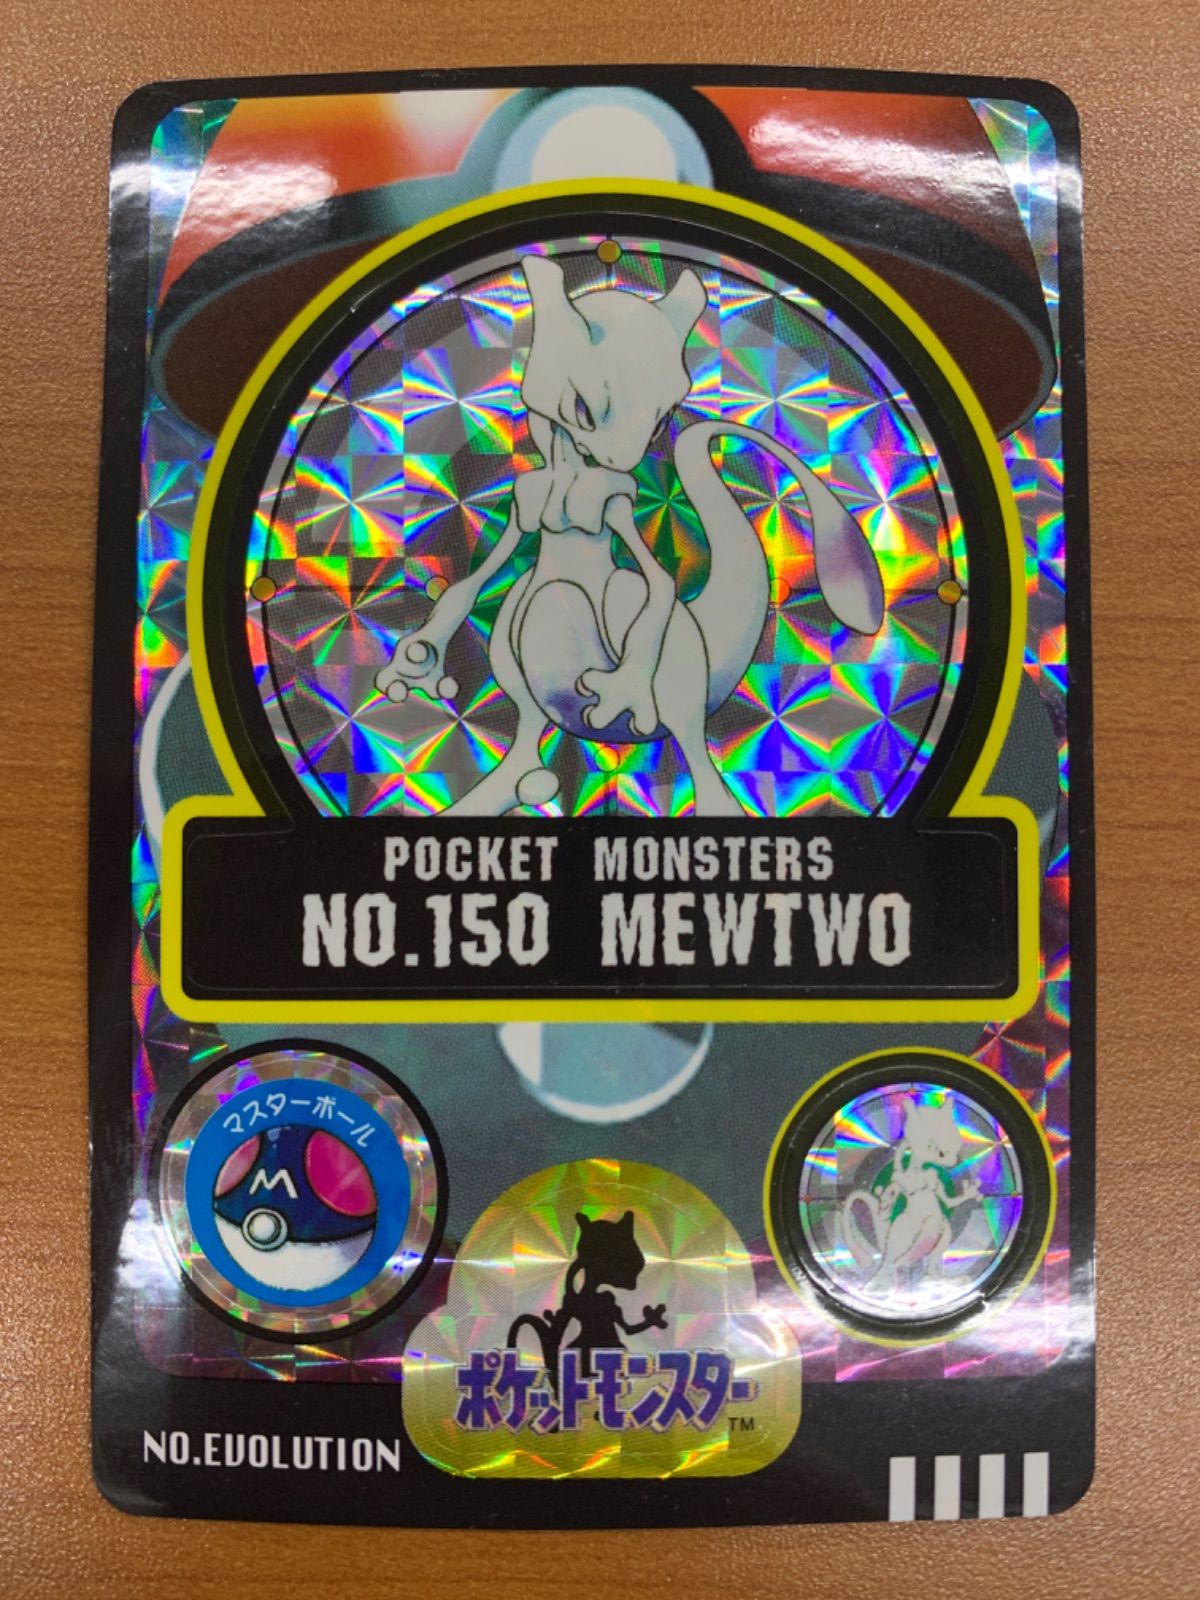 POCKET MONSTERS
NO.150 MEWTWO
マスターボール
M
ポケットモンスター
TM
NO.EVOLUTION